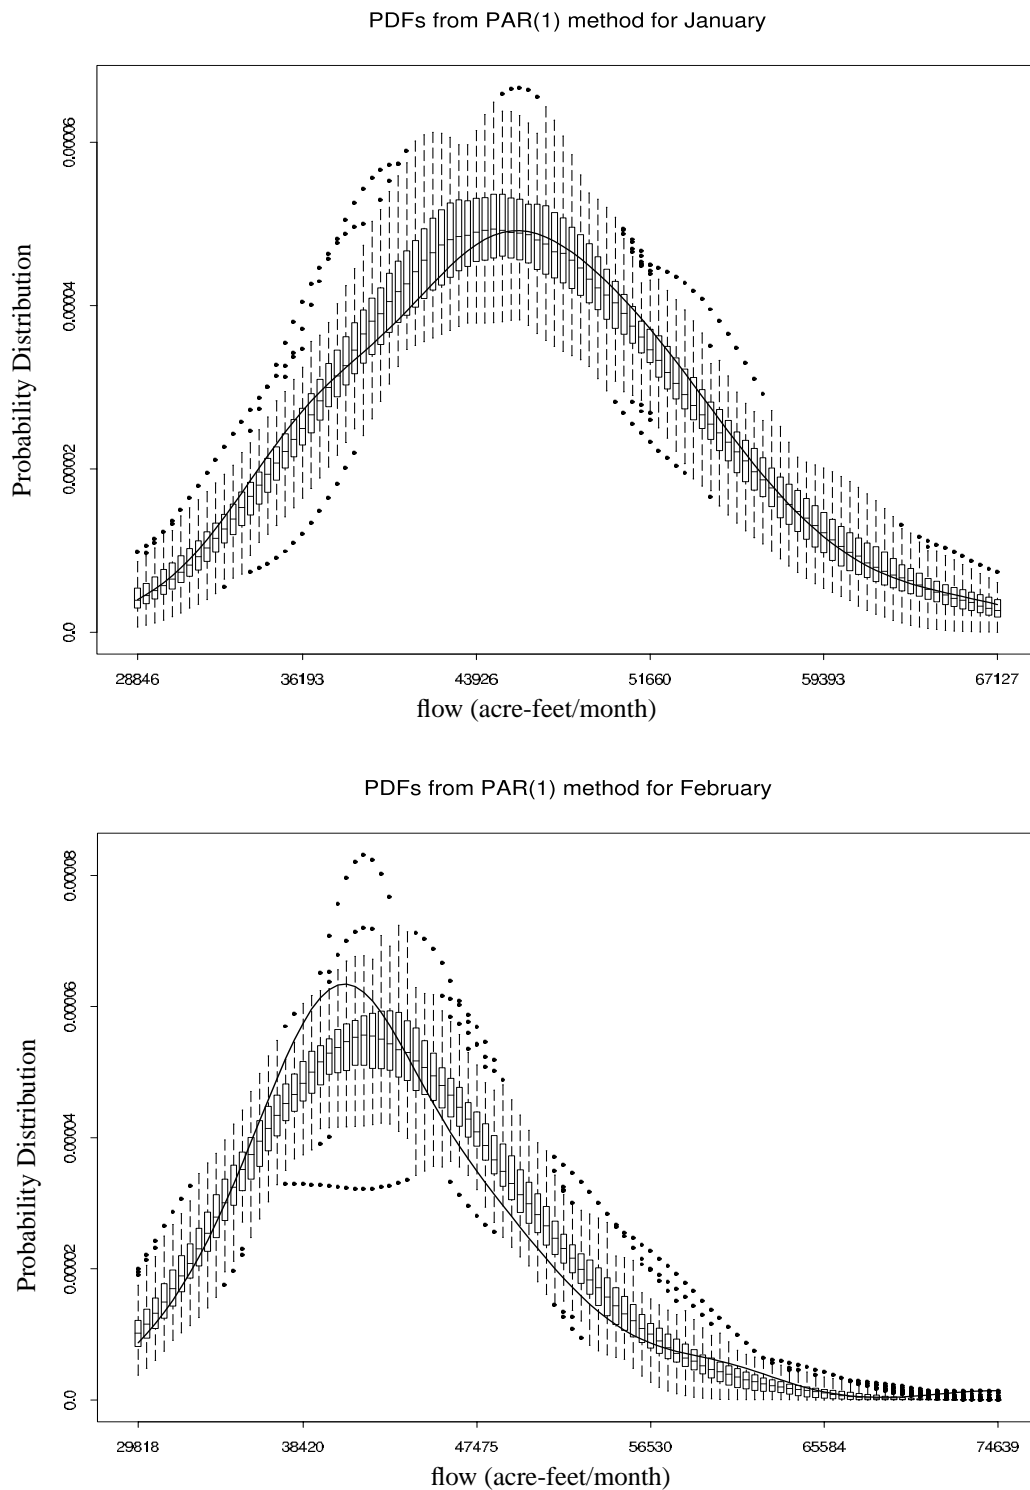 PDFs from PAR(1) method for January
Probability Distribution
0.00006
0.00004
0.00002
0.0
28846 36193 43926 51660 59393 67127
flow (acre-feet/month)
PDFs from PAR(1) method for February
Probability Distribution
0.00008
0.00006
0.00004
0.00002
0.0
29818 38420 47475 56530 65584 74639
flow (acre-feet/month)